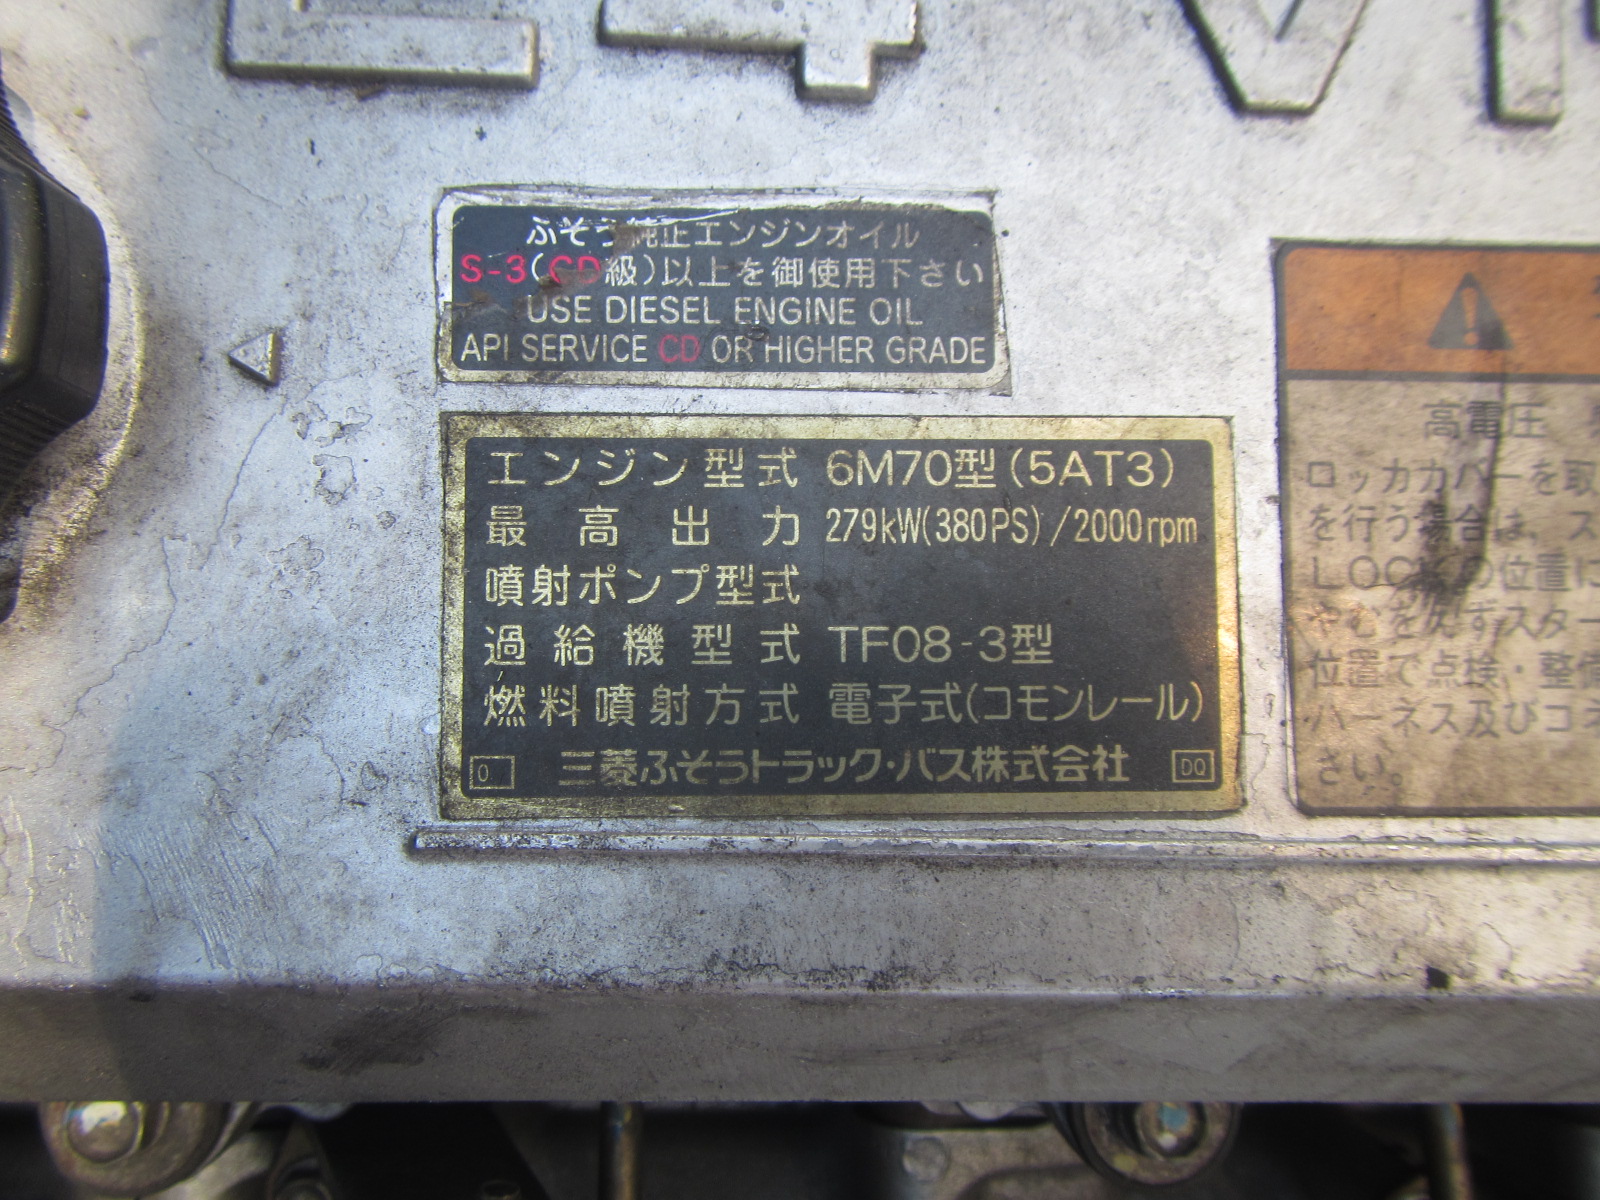 24 V
ふそう純正エンジンオイル
S-3(CD級)以上を御使用下さい
USE DIESEL ENGINE OIL
API SERVICE CD OR HIGHER GRADE
エンジン型式 6M70型(5AT3)
最高出力 279kW(380PS)/2000rpm
噴射ポンプ型式
過給機型式 TF08-3型
燃料噴射方式 電子式(コモンレール)
0 三菱ふそうトラック・バス株式会社 DQ
高電圧
ロッカカバーを取
を行う場合は、ス
LOCKの位置に
必ずスター
位置で点検・整備
ハーネス及びコネ
さい。